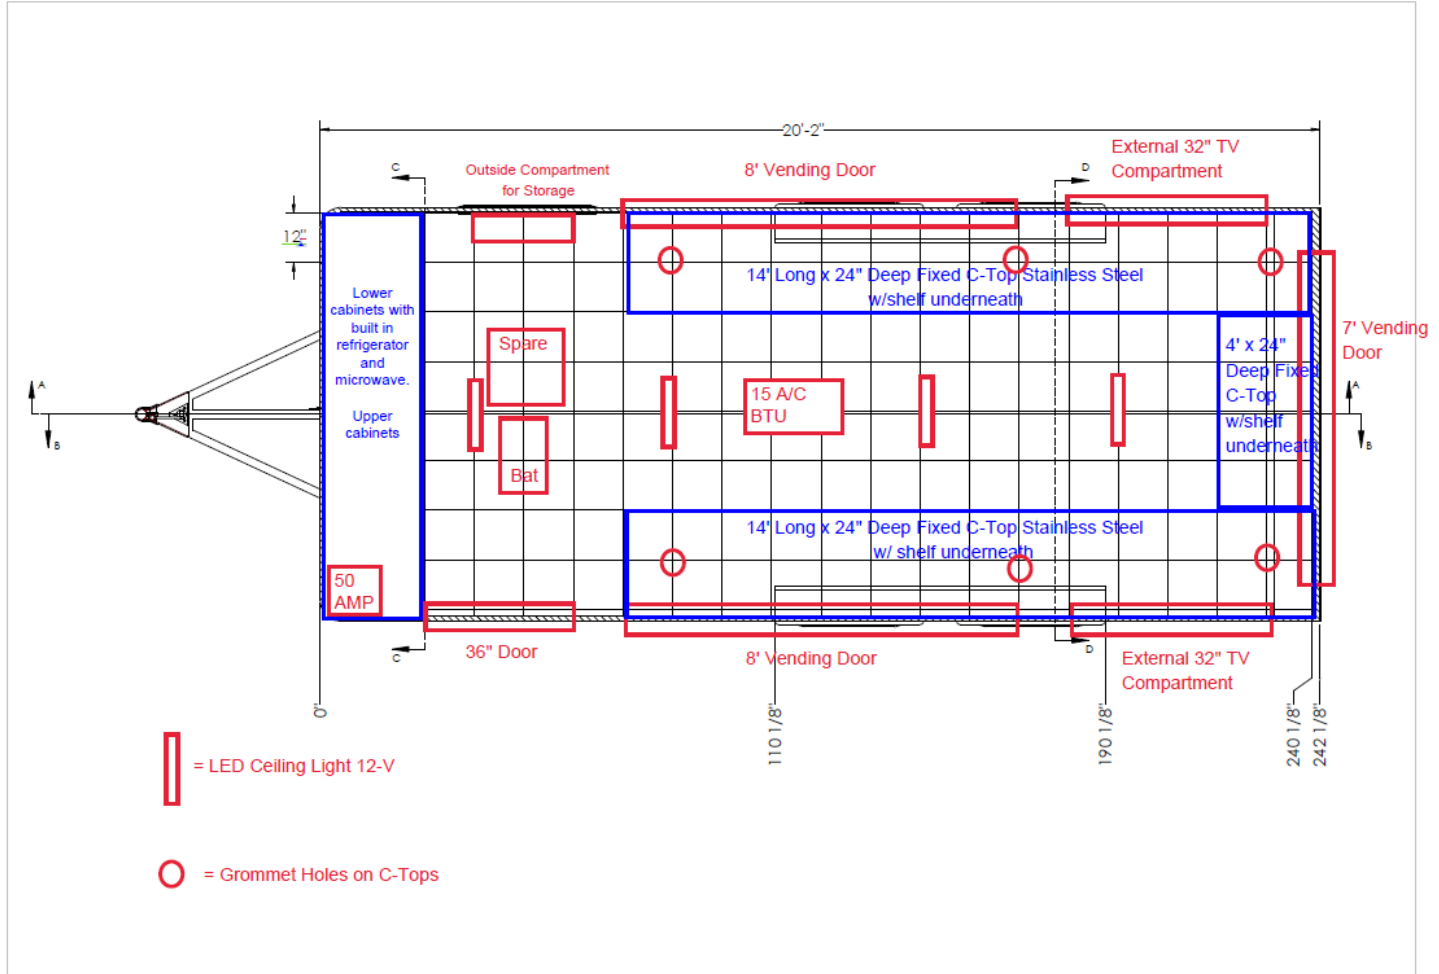 20'-2"
External 32" TV
Compartment
C
Outside Compartment
for Storage
8' Vending Door
D
12"
14' Long x 24" Deep Fixed C-Top Stainless Steel
w/shelf underneath
Lower
cabinets with
built in
refrigerator
and
microwave.
Upper
cabinets
Spare
7' Vending
Door
4' x 24"
Deep Fixed
C-Top
w/shelf
underneath
A
A
15 A/C
BTU
B
B
Bat
14' Long x 24" Deep Fixed C-Top Stainless Steel
w/ shelf underneath
50
AMP
C
36" Door
8' Vending Door
D
External 32" TV
Compartment
0"
110 1/8"
190 1/8"
240 1/8"
242 1/8"
= LED Ceiling Light 12-V
= Grommet Holes on C-Tops